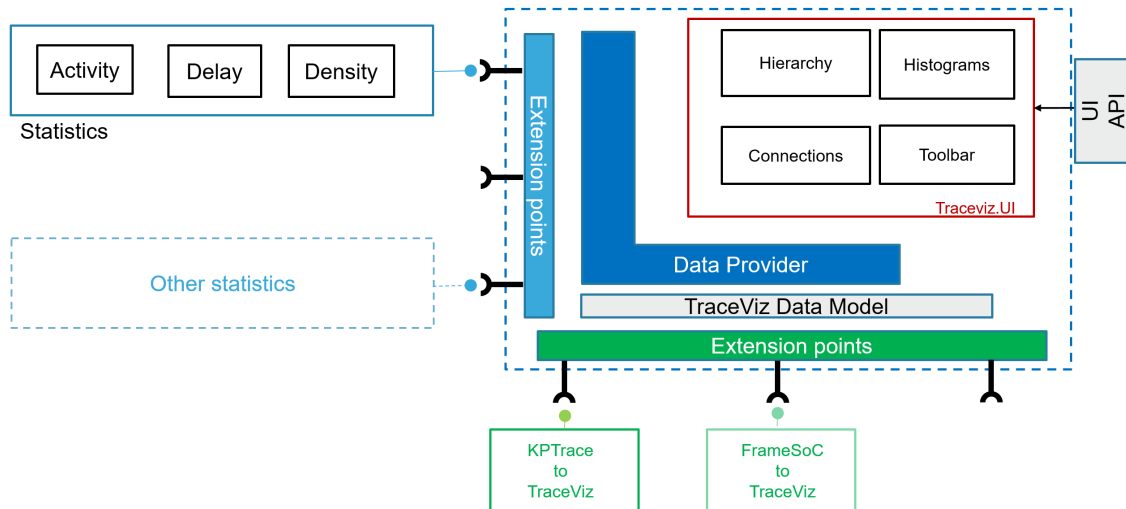 Activity
Delay
Density
Statistics
Other statistics
Extension points
Hierarchy
Histograms
Connections
Toolbar
Traceviz.UI
UI
API
Data Provider
TraceViz Data Model
Extension points
KPTrace
to
TraceViz
FrameSoC
to
TraceViz